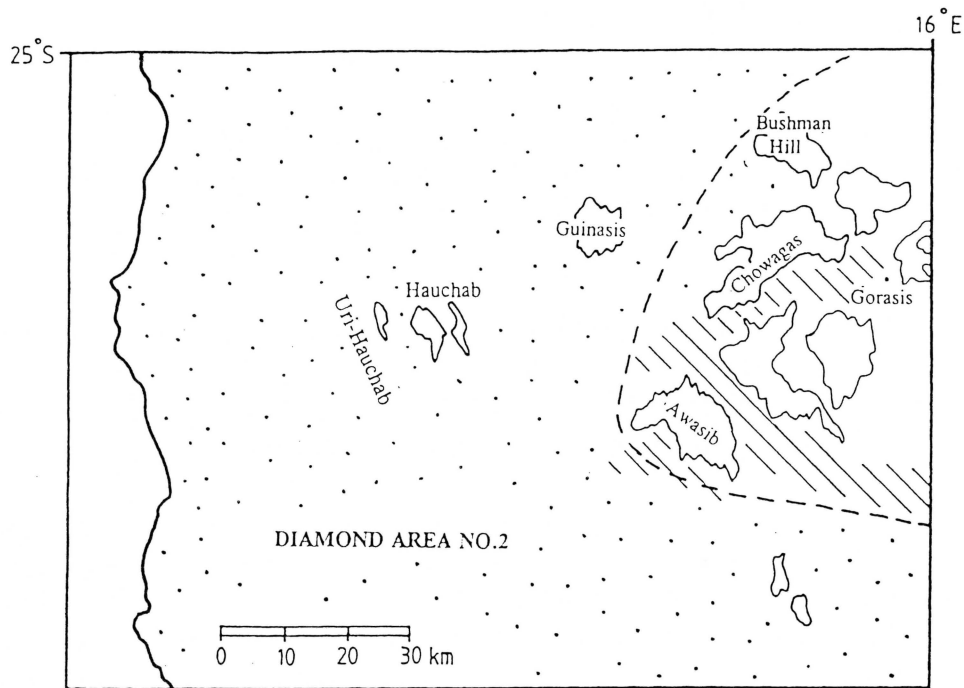 16°E
25°S
Bushman
Hill
Guinasis
Chowagas
Gorasis
Hauchab
Uri-Hauchab
Awasib
DIAMOND AREA NO.2
0 10 20 30 km